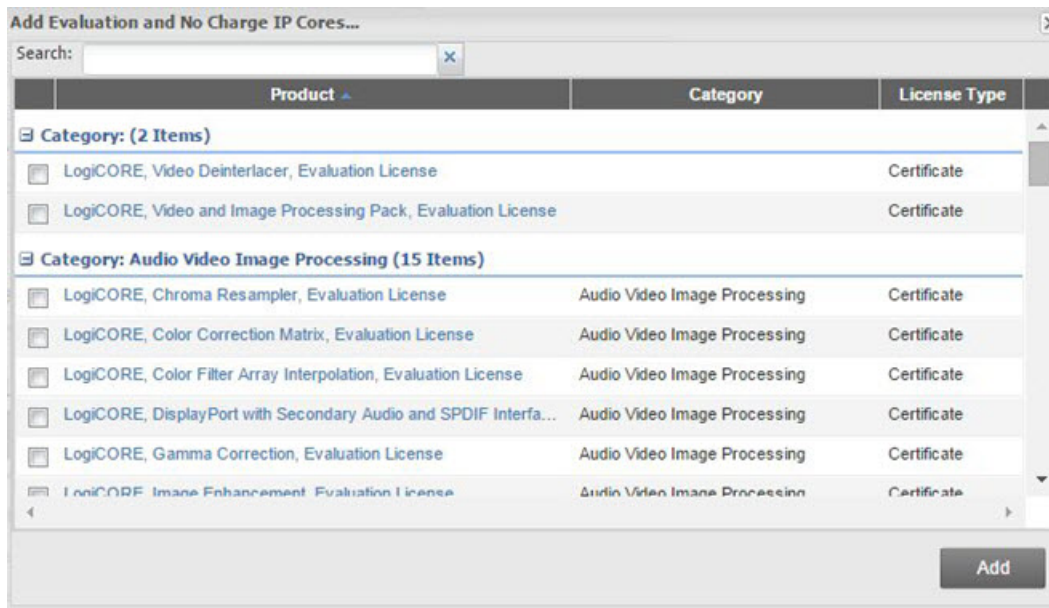 Add Evaluation and No Charge IP Cores...
Search:
Product Category License Type
Category: (2 Items)
LogiCORE, Video Deinterlacer, Evaluation License Certificate
LogiCORE, Video and Image Processing Pack, Evaluation License Certificate
Category: Audio Video Image Processing (15 Items)
LogiCORE, Chroma Resampler, Evaluation License Audio Video Image Processing Certificate
LogiCORE, Color Correction Matrix, Evaluation License Audio Video Image Processing Certificate
LogiCORE, Color Filter Array Interpolation, Evaluation License Audio Video Image Processing Certificate
LogiCORE, DisplayPort with Secondary Audio and SPDIF Interfa... Audio Video Image Processing Certificate
LogiCORE, Gamma Correction, Evaluation License Audio Video Image Processing Certificate
LogiCORE, Image Enhancement, Evaluation License Audio Video Image Processing Certificate
Add